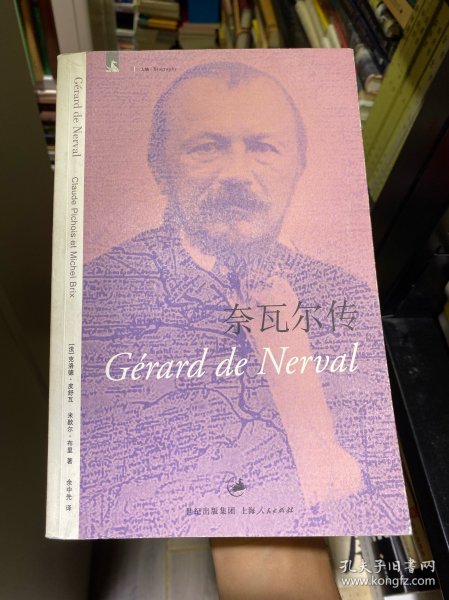 人物·Biography
Gérard de Nerval
Claude Pichois et Michel Brix
[法]克洛德·皮舒瓦 米歇尔·布里 著
余中先 译
奈瓦尔传
Gérard de Nerval
世纪出版集团 上海人民出版社
孔夫子旧书网
www.kongfz.com